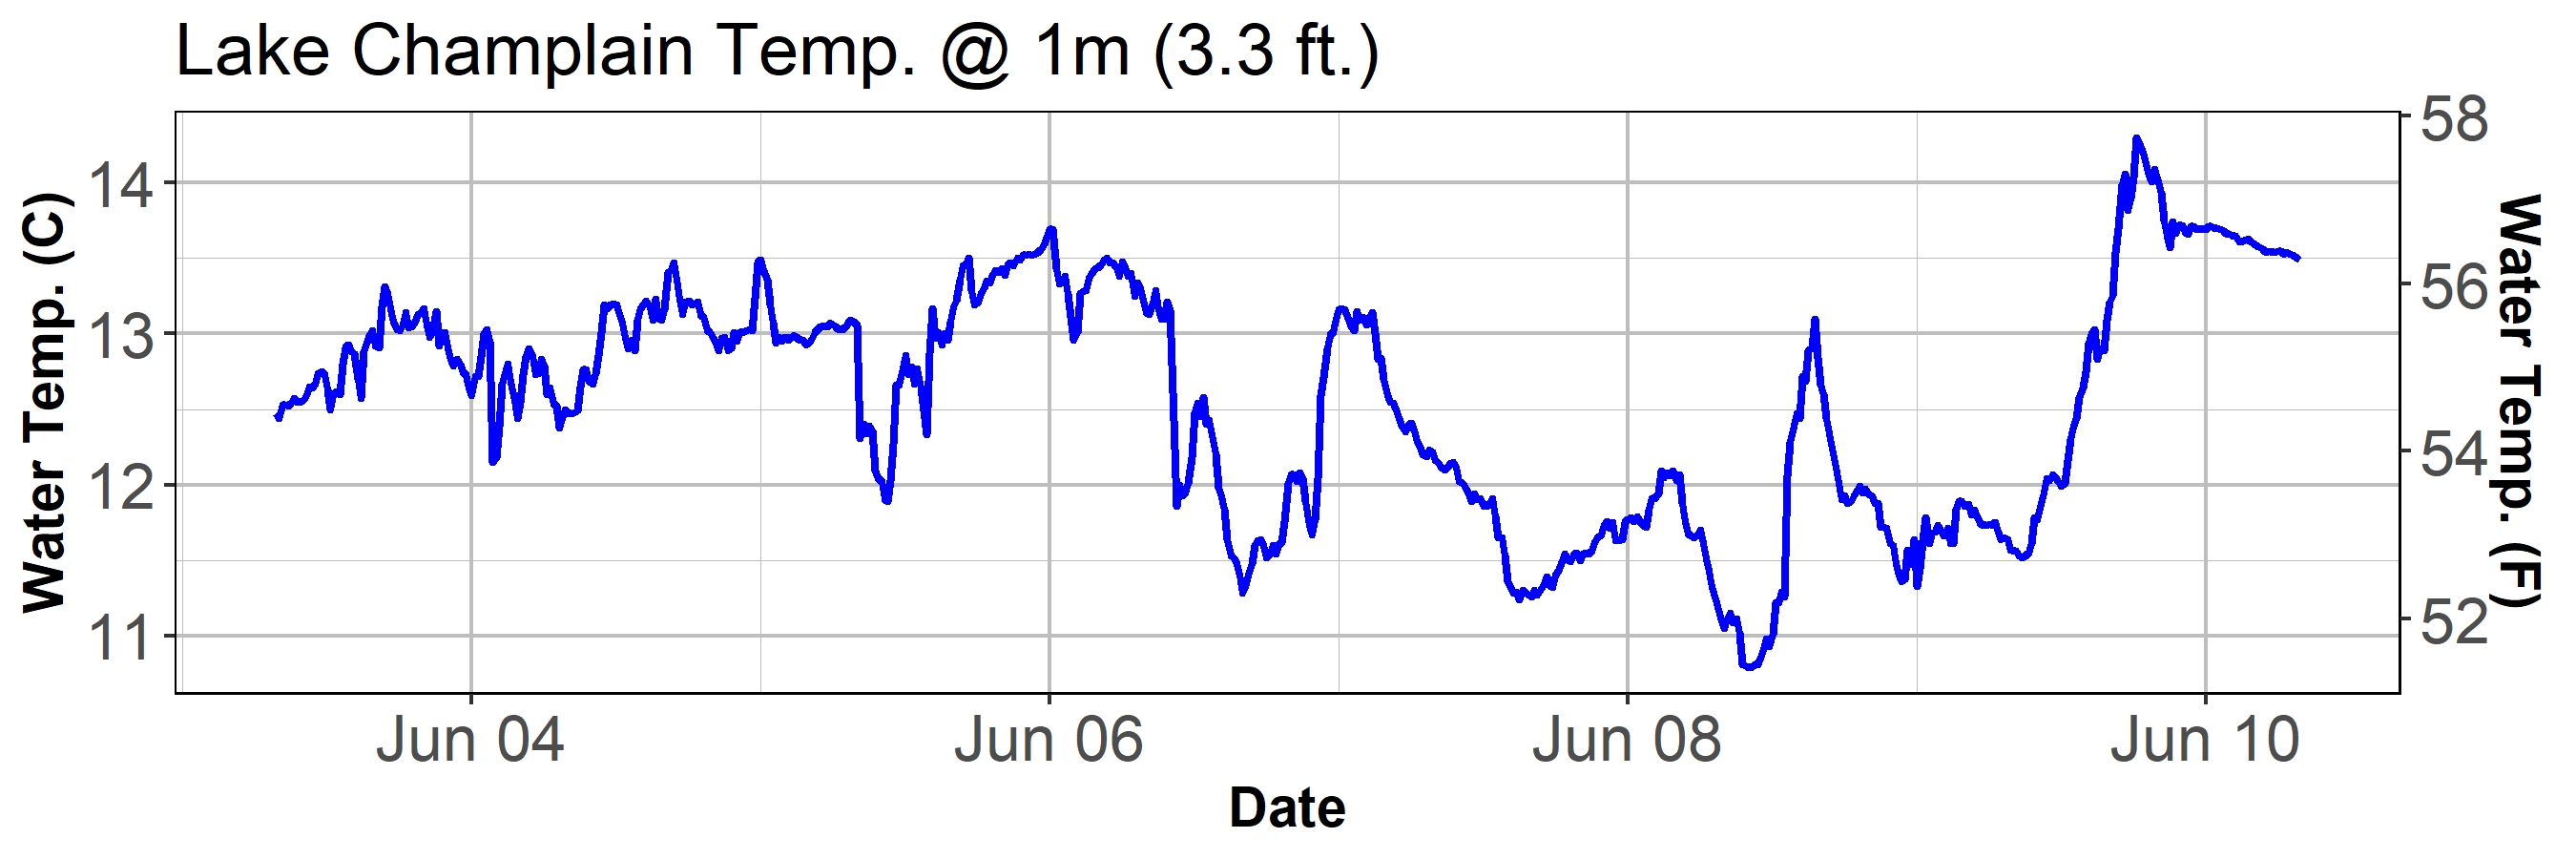 Lake Champlain Temp. @ 1m (3.3 ft.)
Water Temp. (C)
14
13
12
11
58
56
54
52
Water Temp. (F)
Jun 04
Jun 06
Jun 08
Jun 10
Date